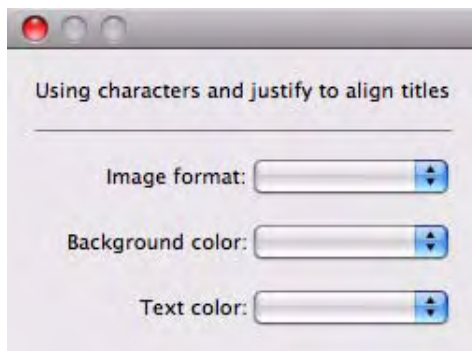 Using characters and justify to align titles
Image format:
Background color:
Text color: